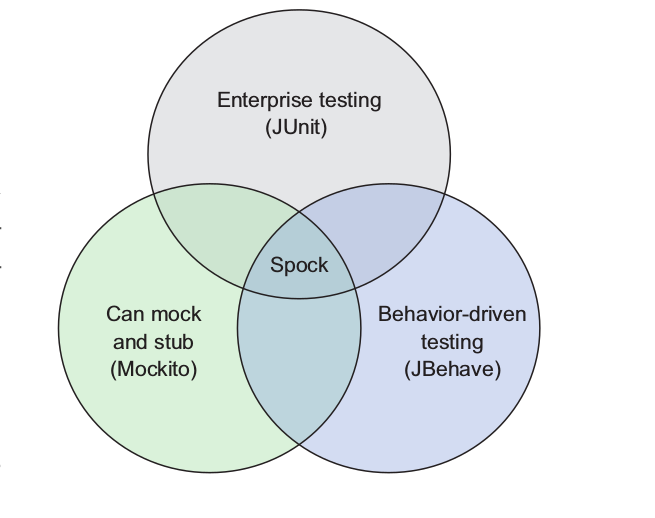 Enterprise testing
(JUnit)
Spock
Can mock
and stub
(Mockito)
Behavior-driven
testing
(JBehave)